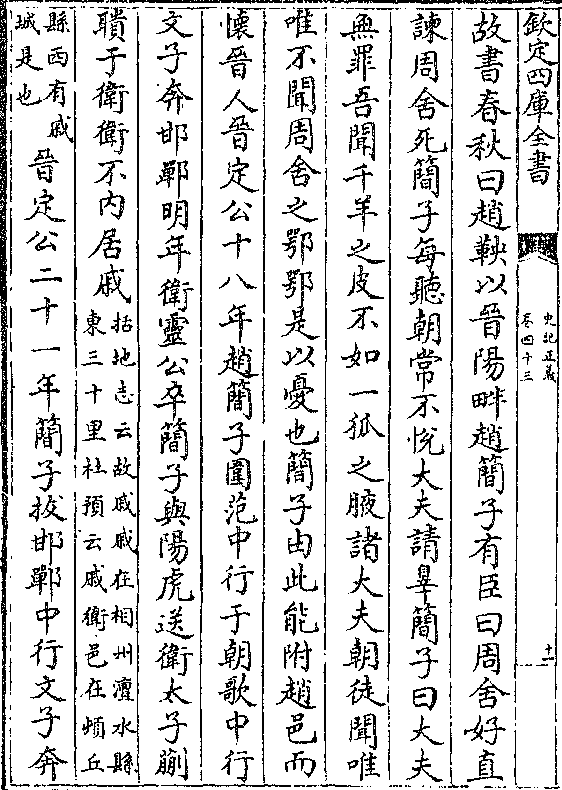 欽定四庫全書
史記正義
卷四十三
十一
故書春秋曰趙鞅以晉陽畔趙簡子有臣曰周舍好直
諫周舍死簡子每聽朝常不悅大夫請辠簡子曰大夫
無罪吾聞千羊之皮不如一狐之腋諸大夫朝徒聞唯
唯不聞周舍之鄂鄂是以憂也簡子由此能附趙邑而
懷晉人晉定公十八年趙簡子圍范中行于朝歌中行
文子奔邯鄲明年衛靈公卒簡子與陽虎送衛太子蒯
聵于衛衛不內居戚
括地志云故戚戚在相州澶水縣
東三十里杜預云戚衛邑在頓丘
縣西有戚
城是也
晉定公二十一年簡子拔邯鄲中行文子奔